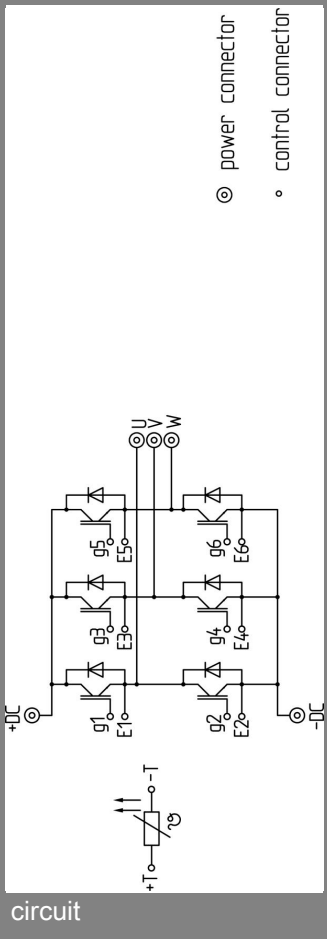 power connector
control connector
U
V
W
g5
E5
g6
E6
g3
E3
g4
E4
g1
E1
g2
E2
+DC
-DC
-T
+T
ϑ
circuit